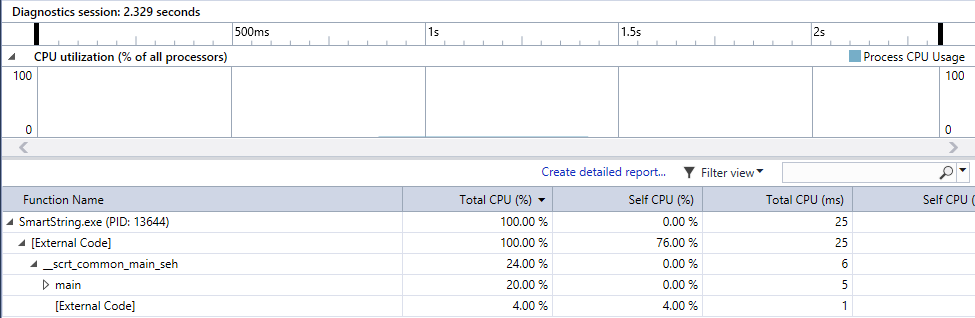 Diagnostics session: 2.329 seconds
500ms 1s 1.5s 2s
CPU utilization (% of all processors) Process CPU Usage
100 100
0 0
Create detailed report... Filter view
Function Name Total CPU (%) Self CPU (%) Total CPU (ms) Self CPU (
SmartString.exe (PID: 13644) 100.00 % 0.00 % 25
[External Code] 100.00 % 76.00 % 25
__scrt_common_main_seh 24.00 % 0.00 % 6
main 20.00 % 0.00 % 5
[External Code] 4.00 % 4.00 % 1